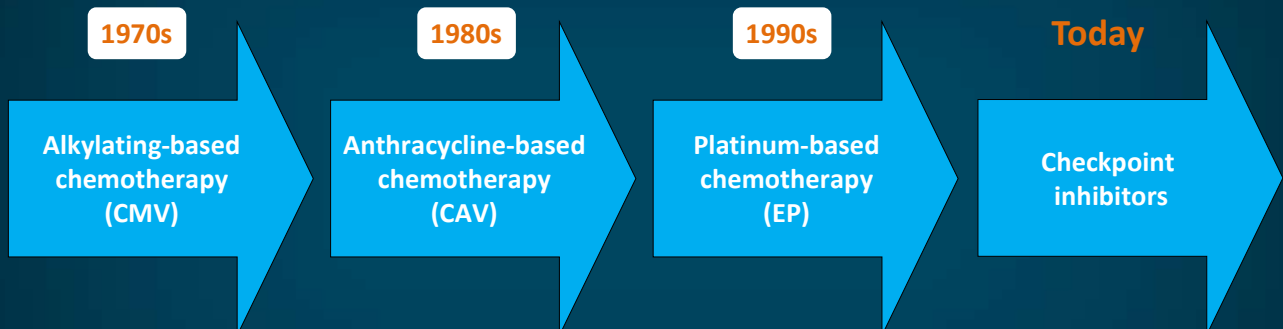 1970s
1980s
1990s
Today
Alkylating-based
chemotherapy
(CMV)
Anthracycline-based
chemotherapy
(CAV)
Platinum-based
chemotherapy
(EP)
Checkpoint
inhibitors